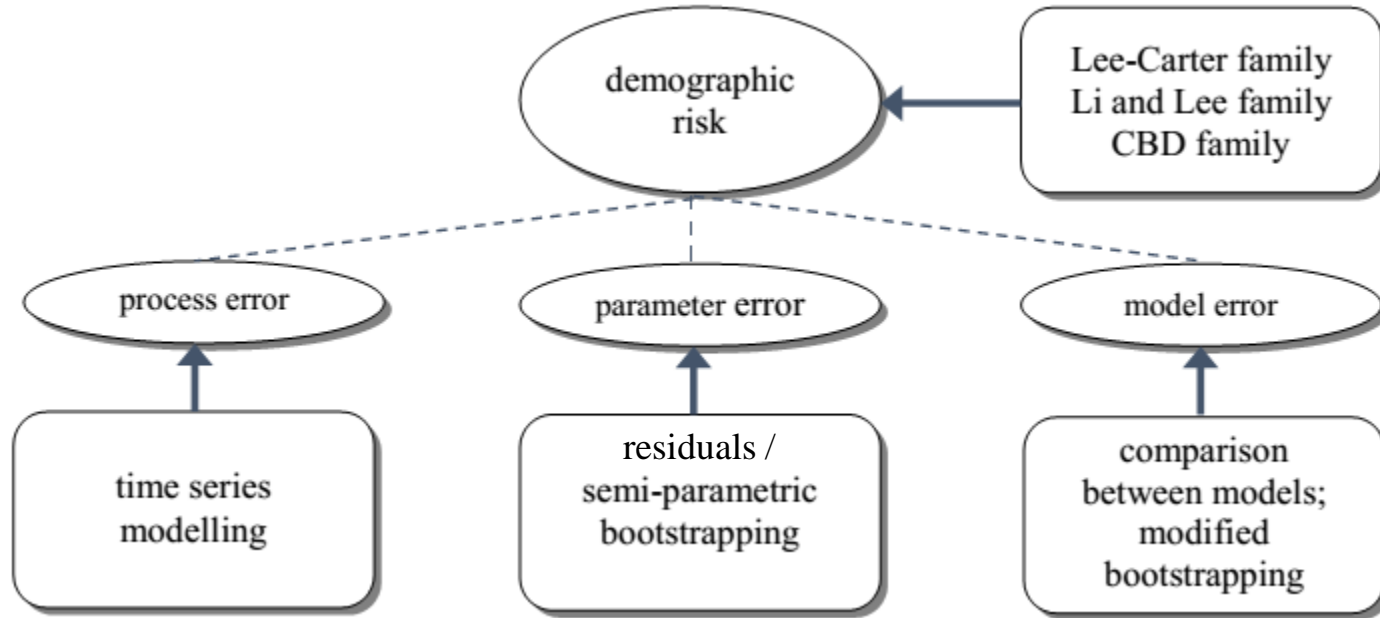 demographic
risk
Lee-Carter family
Li and Lee family
CBD family
process error
parameter error
model error
time series
modelling
residuals /
semi-parametric
bootstrapping
comparison
between models;
modified
bootstrapping